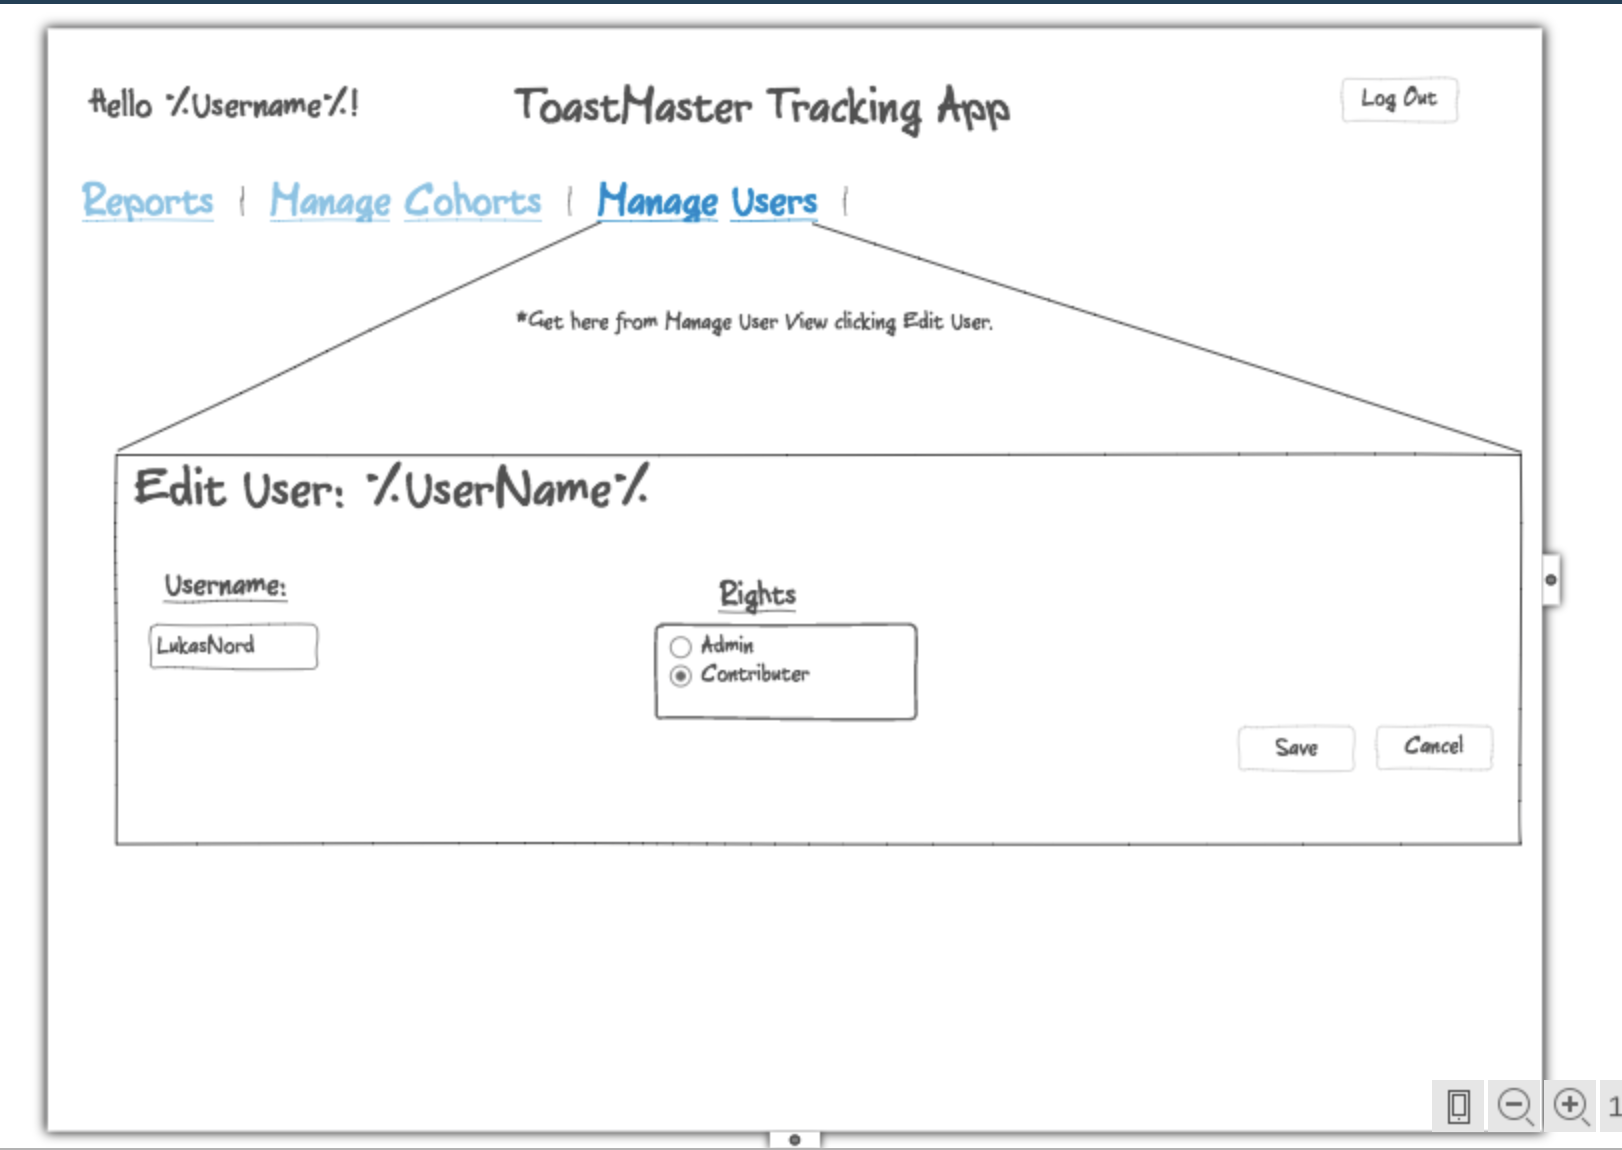 Hello %Username%!
ToastMaster Tracking App
Log Out
Reports | Manage Cohorts | Manage Users |
*Get here from Manage User View clicking Edit User.
Edit User: %UserName%
Username:
Rights
LukasNord
Admin
Contributer
Save
Cancel
1